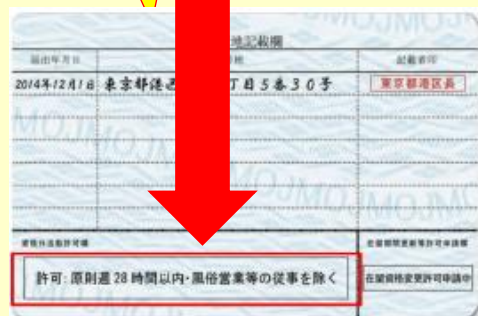 地記載欄
届出年月日 記載者印
2014年12月1日 東京都港 丁目5番30号 東京都港区長
MOJMOJ
資格外活動許可欄 在留期間更新等許可申請欄
許可：原則週28時間以内・風俗営業等の従事を除く 在留資格変更許可申請中